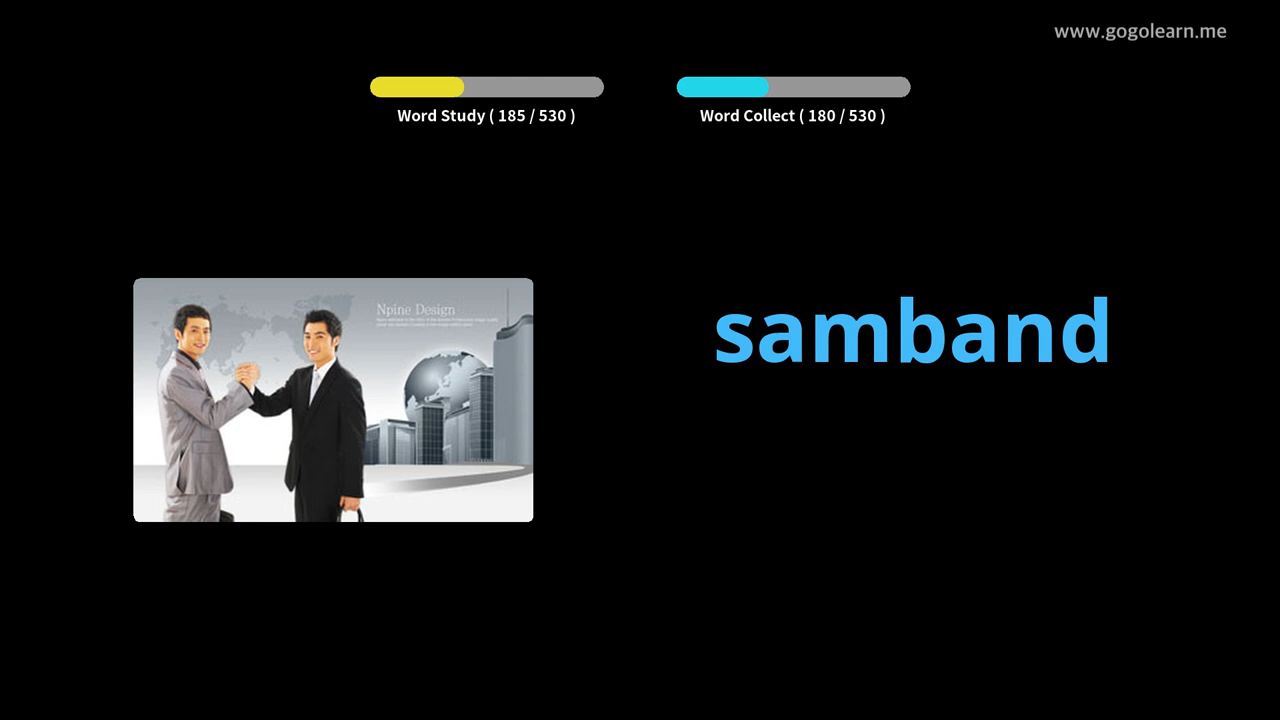 www.gogolearn.me
Word Study ( 185 / 530 )
Word Collect ( 180 / 530 )
Npine Design
samband